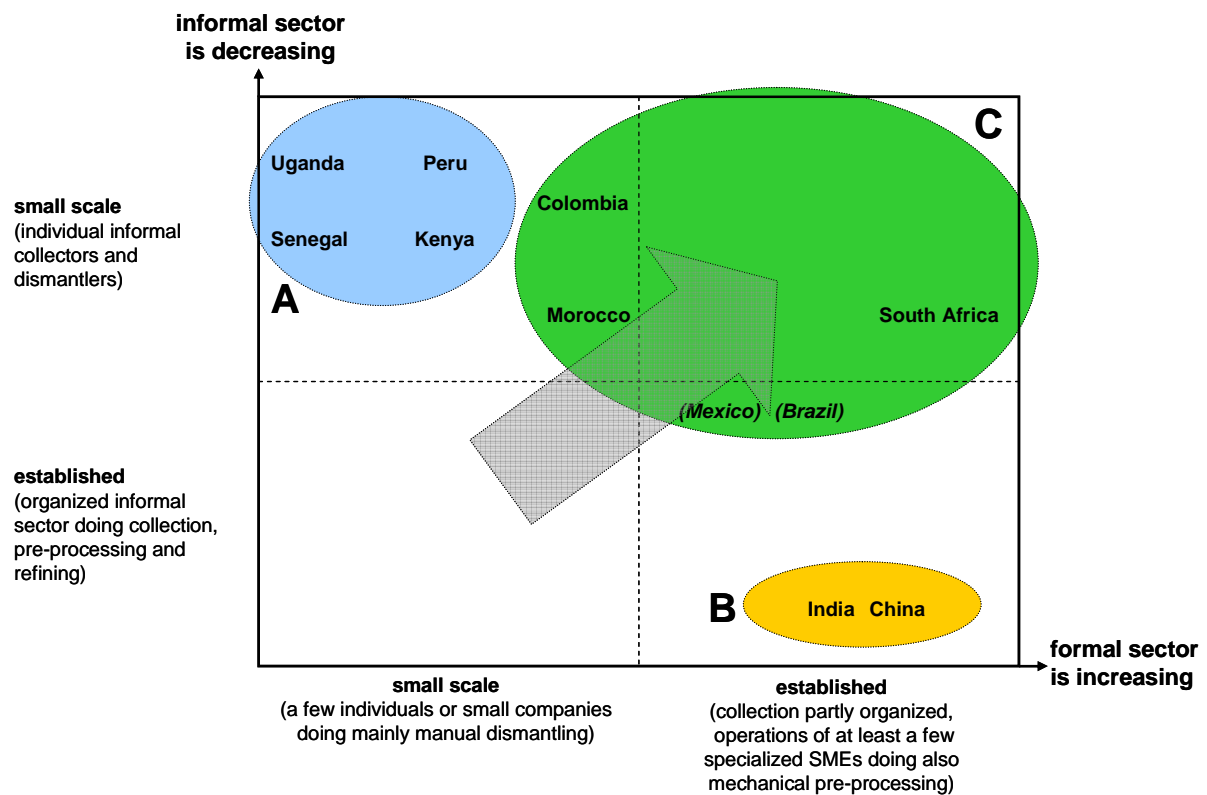 informal sector
is decreasing
C
Uganda Peru
small scale
(individual informal
collectors and
dismantlers)
Colombia
Senegal Kenya
A
Morocco South Africa
(Mexico) (Brazil)
established
(organized informal
sector doing collection,
pre-processing and
refining)
B
India China
formal sector
is increasing
small scale
(a few individuals or small companies
doing mainly manual dismantling)
established
(collection partly organized,
operations of at least a few
specialized SMEs doing also
mechanical pre-processing)